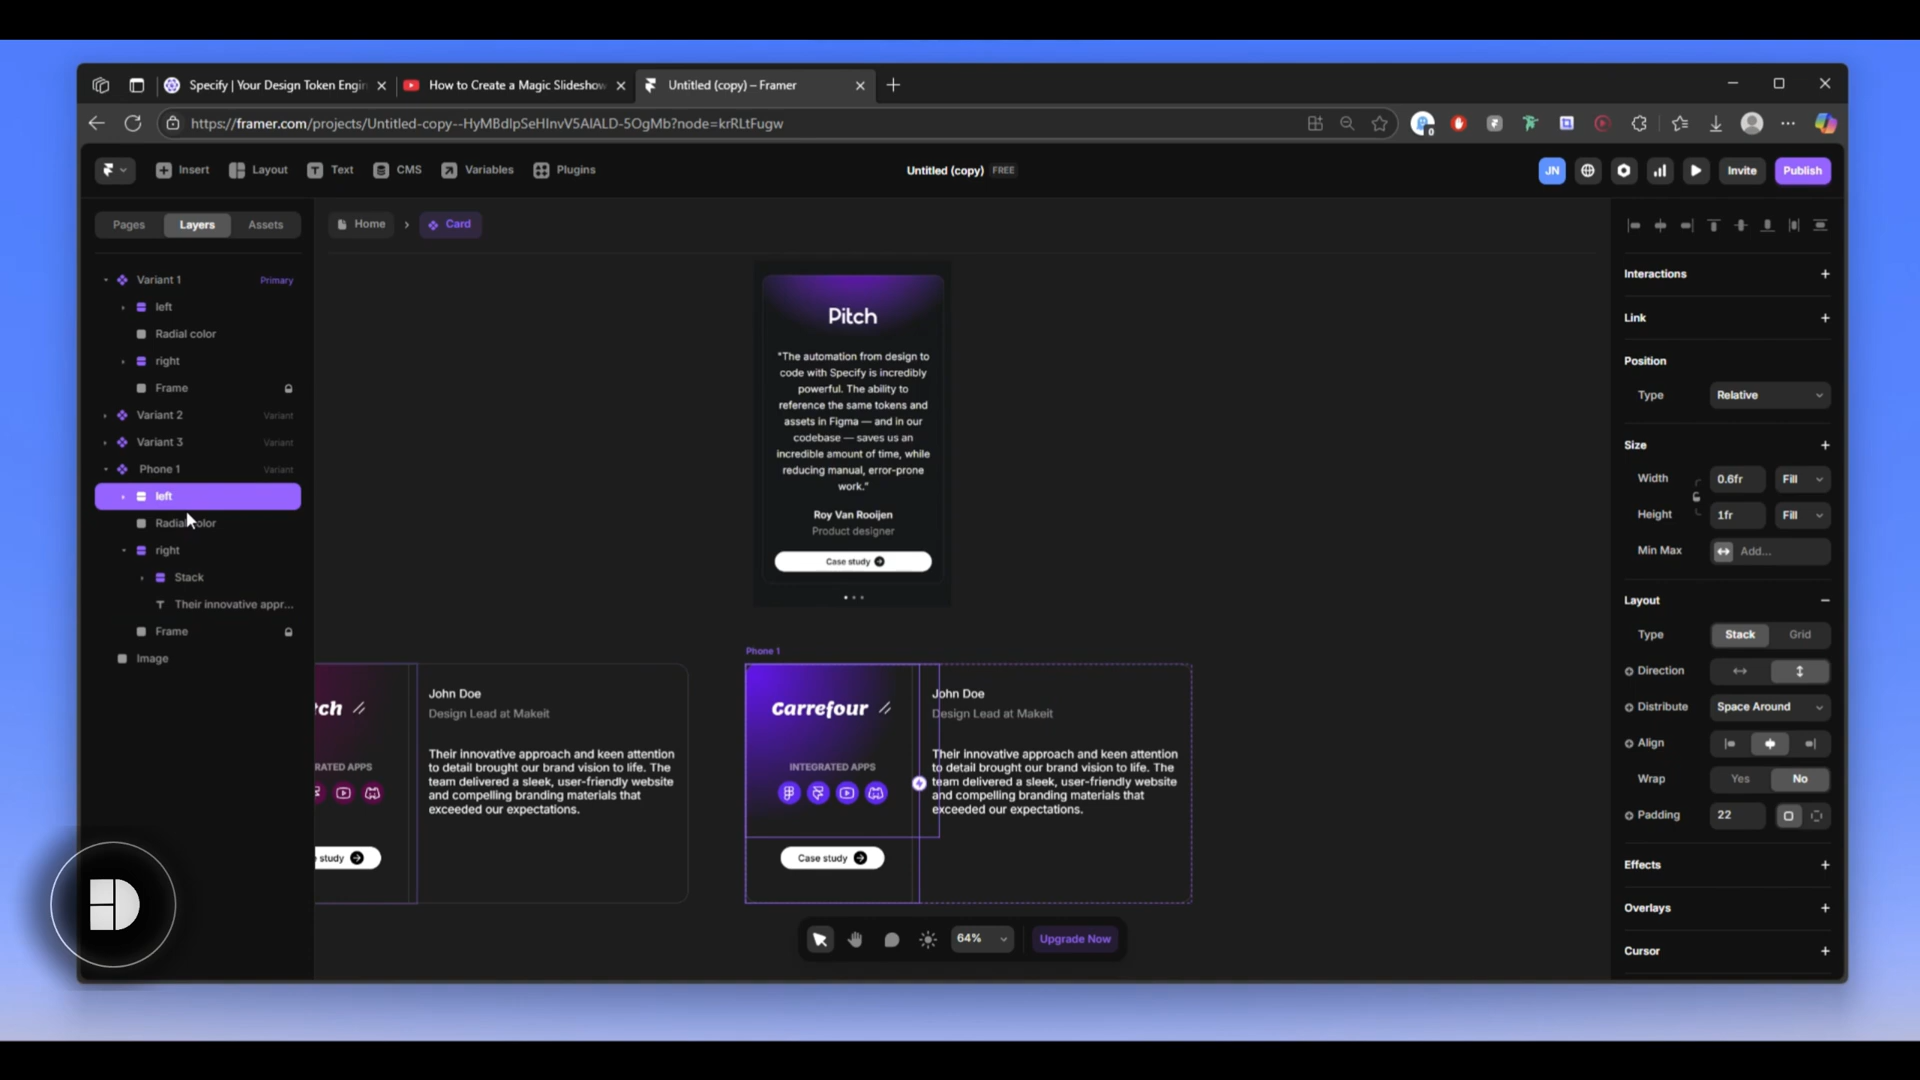 Specify | Your Design Token Engin
How to Create a Magic Slideshow
Untitled (copy) – Framer
https://framer.com/projects/Untitled-copy--HyMBdlpSeHlnvV5AlALD-5OgMb?node=krRLtFugw
0
Insert
Layout
Text
CMS
Variables
Plugins
Untitled (copy) FREE
JN
Invite
Publish
Pages
Layers
Assets
Home
Card
Variant 1
Primary
left
Radial color
right
Frame
Variant 2
Variant
Variant 3
Variant
Phone 1
Variant
left
Radial color
right
Stack
Their innovative appr...
Frame
Image
Pitch
"The automation from design to
code with Specify is incredibly
powerful. The ability to
reference the same tokens and
assets in Figma — and in our
codebase — saves us an
incredible amount of time, while
reducing manual, error-prone
work."
Roy Van Rooijen
Product designer
Case study
tch
RATED APPS
study
John Doe
Design Lead at Makeit
Their innovative approach and keen attention
to detail brought our brand vision to life. The
team delivered a sleek, user-friendly website
and compelling branding materials that
exceeded our expectations.
Phone 1
Carrefour
INTEGRATED APPS
Case study
John Doe
Design Lead at Makeit
Their innovative approach and keen attention
to detail brought our brand vision to life. The
team delivered a sleek, user-friendly website
and compelling branding materials that
exceeded our expectations.
64%
Upgrade Now
Interactions
Link
Position
Type
Relative
Size
Width
0.6fr
Fill
Height
1fr
Fill
Min Max
Add...
Layout
Type
Stack
Grid
Direction
Distribute
Space Around
Align
Wrap
Yes
No
Padding
22
Effects
Overlays
Cursor